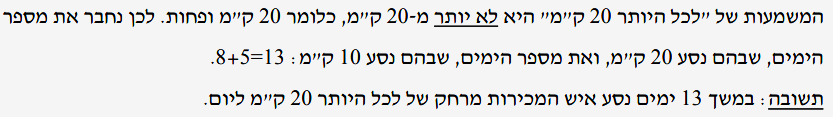 המשמעות של ״לכל היותר 20 ק״מ״ היא לא יותר מ-20 ק״מ, כלומר 20 ק״מ ופחות. לכן נחבר את מספר
הימים, שבהם נסע 20 ק״מ, ואת מספר הימים, שבהם נסע 10 ק״מ: 8+5=13.
תשובה: במשך 13 ימים נסע איש המכירות מרחק של לכל היותר 20 ק״מ ליום.